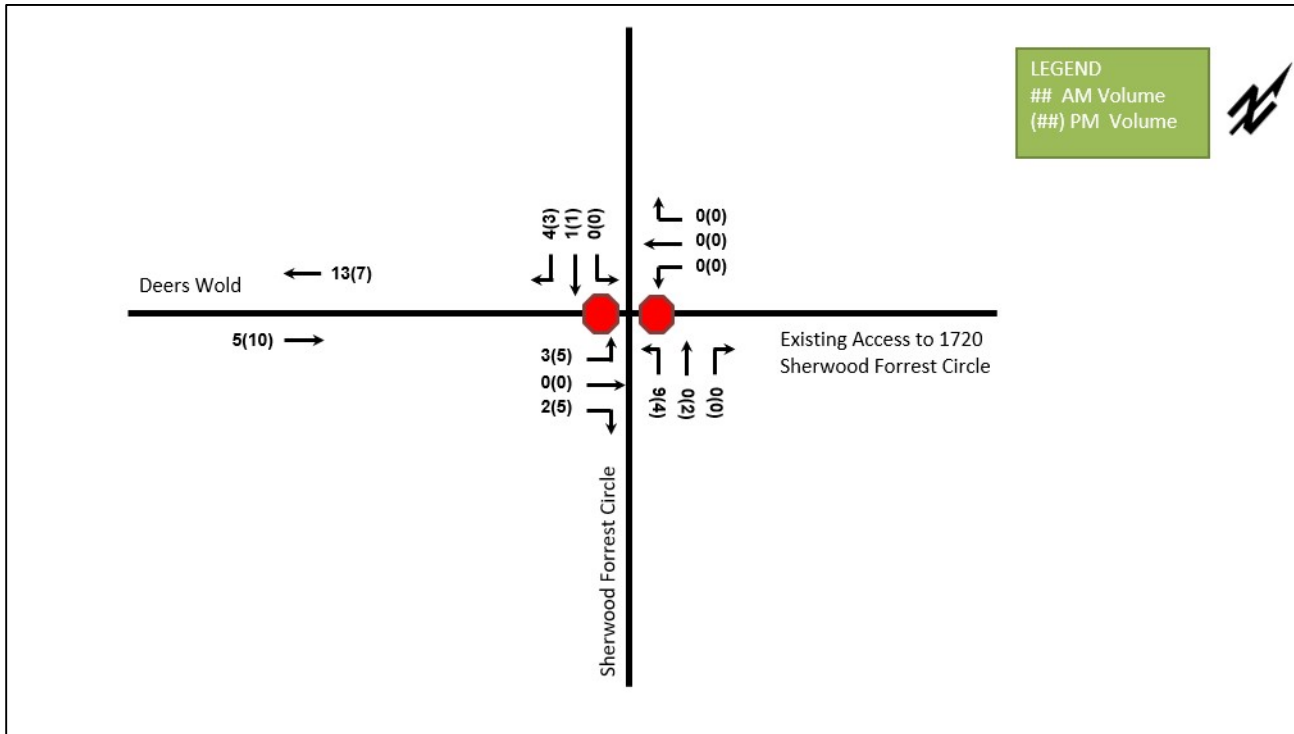 LEGEND
## AM Volume
(##) PM Volume
4(3)
1(1)
0(0)
0(0)
0(0)
0(0)
Deers Wold
13(7)
5(10)
3(5)
0(0)
2(5)
9(4)
0(2)
0(0)
Existing Access to 1720
Sherwood Forrest Circle
Sherwood Forrest Circle